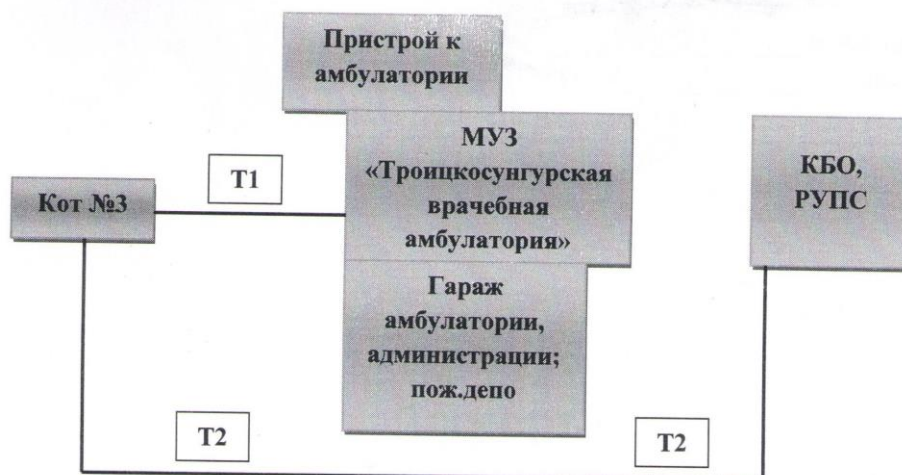 Пристрой к
амбулатории
МУЗ
«Троицкосунгурская
врачебная
амбулатория»
КБО,
РУПС
Т1
Кот №3
Гараж
амбулатории,
администрации;
пож.депо
Т2
Т2